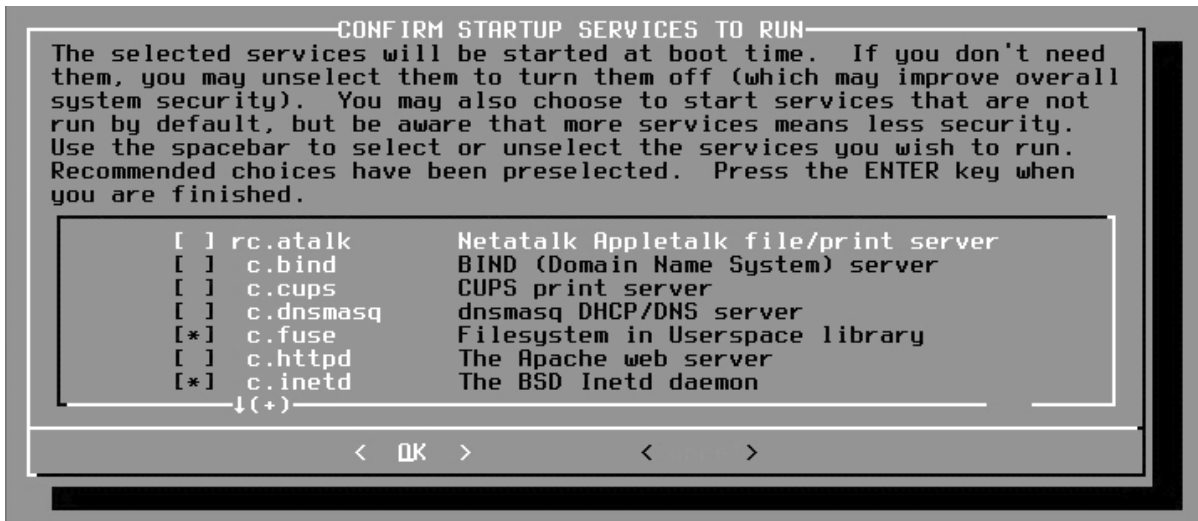 CONFIRM STARTUP SERVICES TO RUN
The selected services will be started at boot time.  If you don't need
them, you may unselect them to turn them off (which may improve overall
system security).  You may also choose to start services that are not
run by default, but be aware that more services means less security.
Use the spacebar to select or unselect the services you wish to run.
Recommended choices have been preselected.  Press the ENTER key when
you are finished.
[ ] rc.atalk Netatalk Appletalk file/print server
[ ] c.bind BIND (Domain Name System) server
[ ] c.cups CUPS print server
[ ] c.dnsmasq dnsmasq DHCP/DNS server
[*] c.fuse Filesystem in Userspace library
[ ] c.httpd The Apache web server
[*] c.inetd The BSD Inetd daemon
↓(+)
< OK > < >